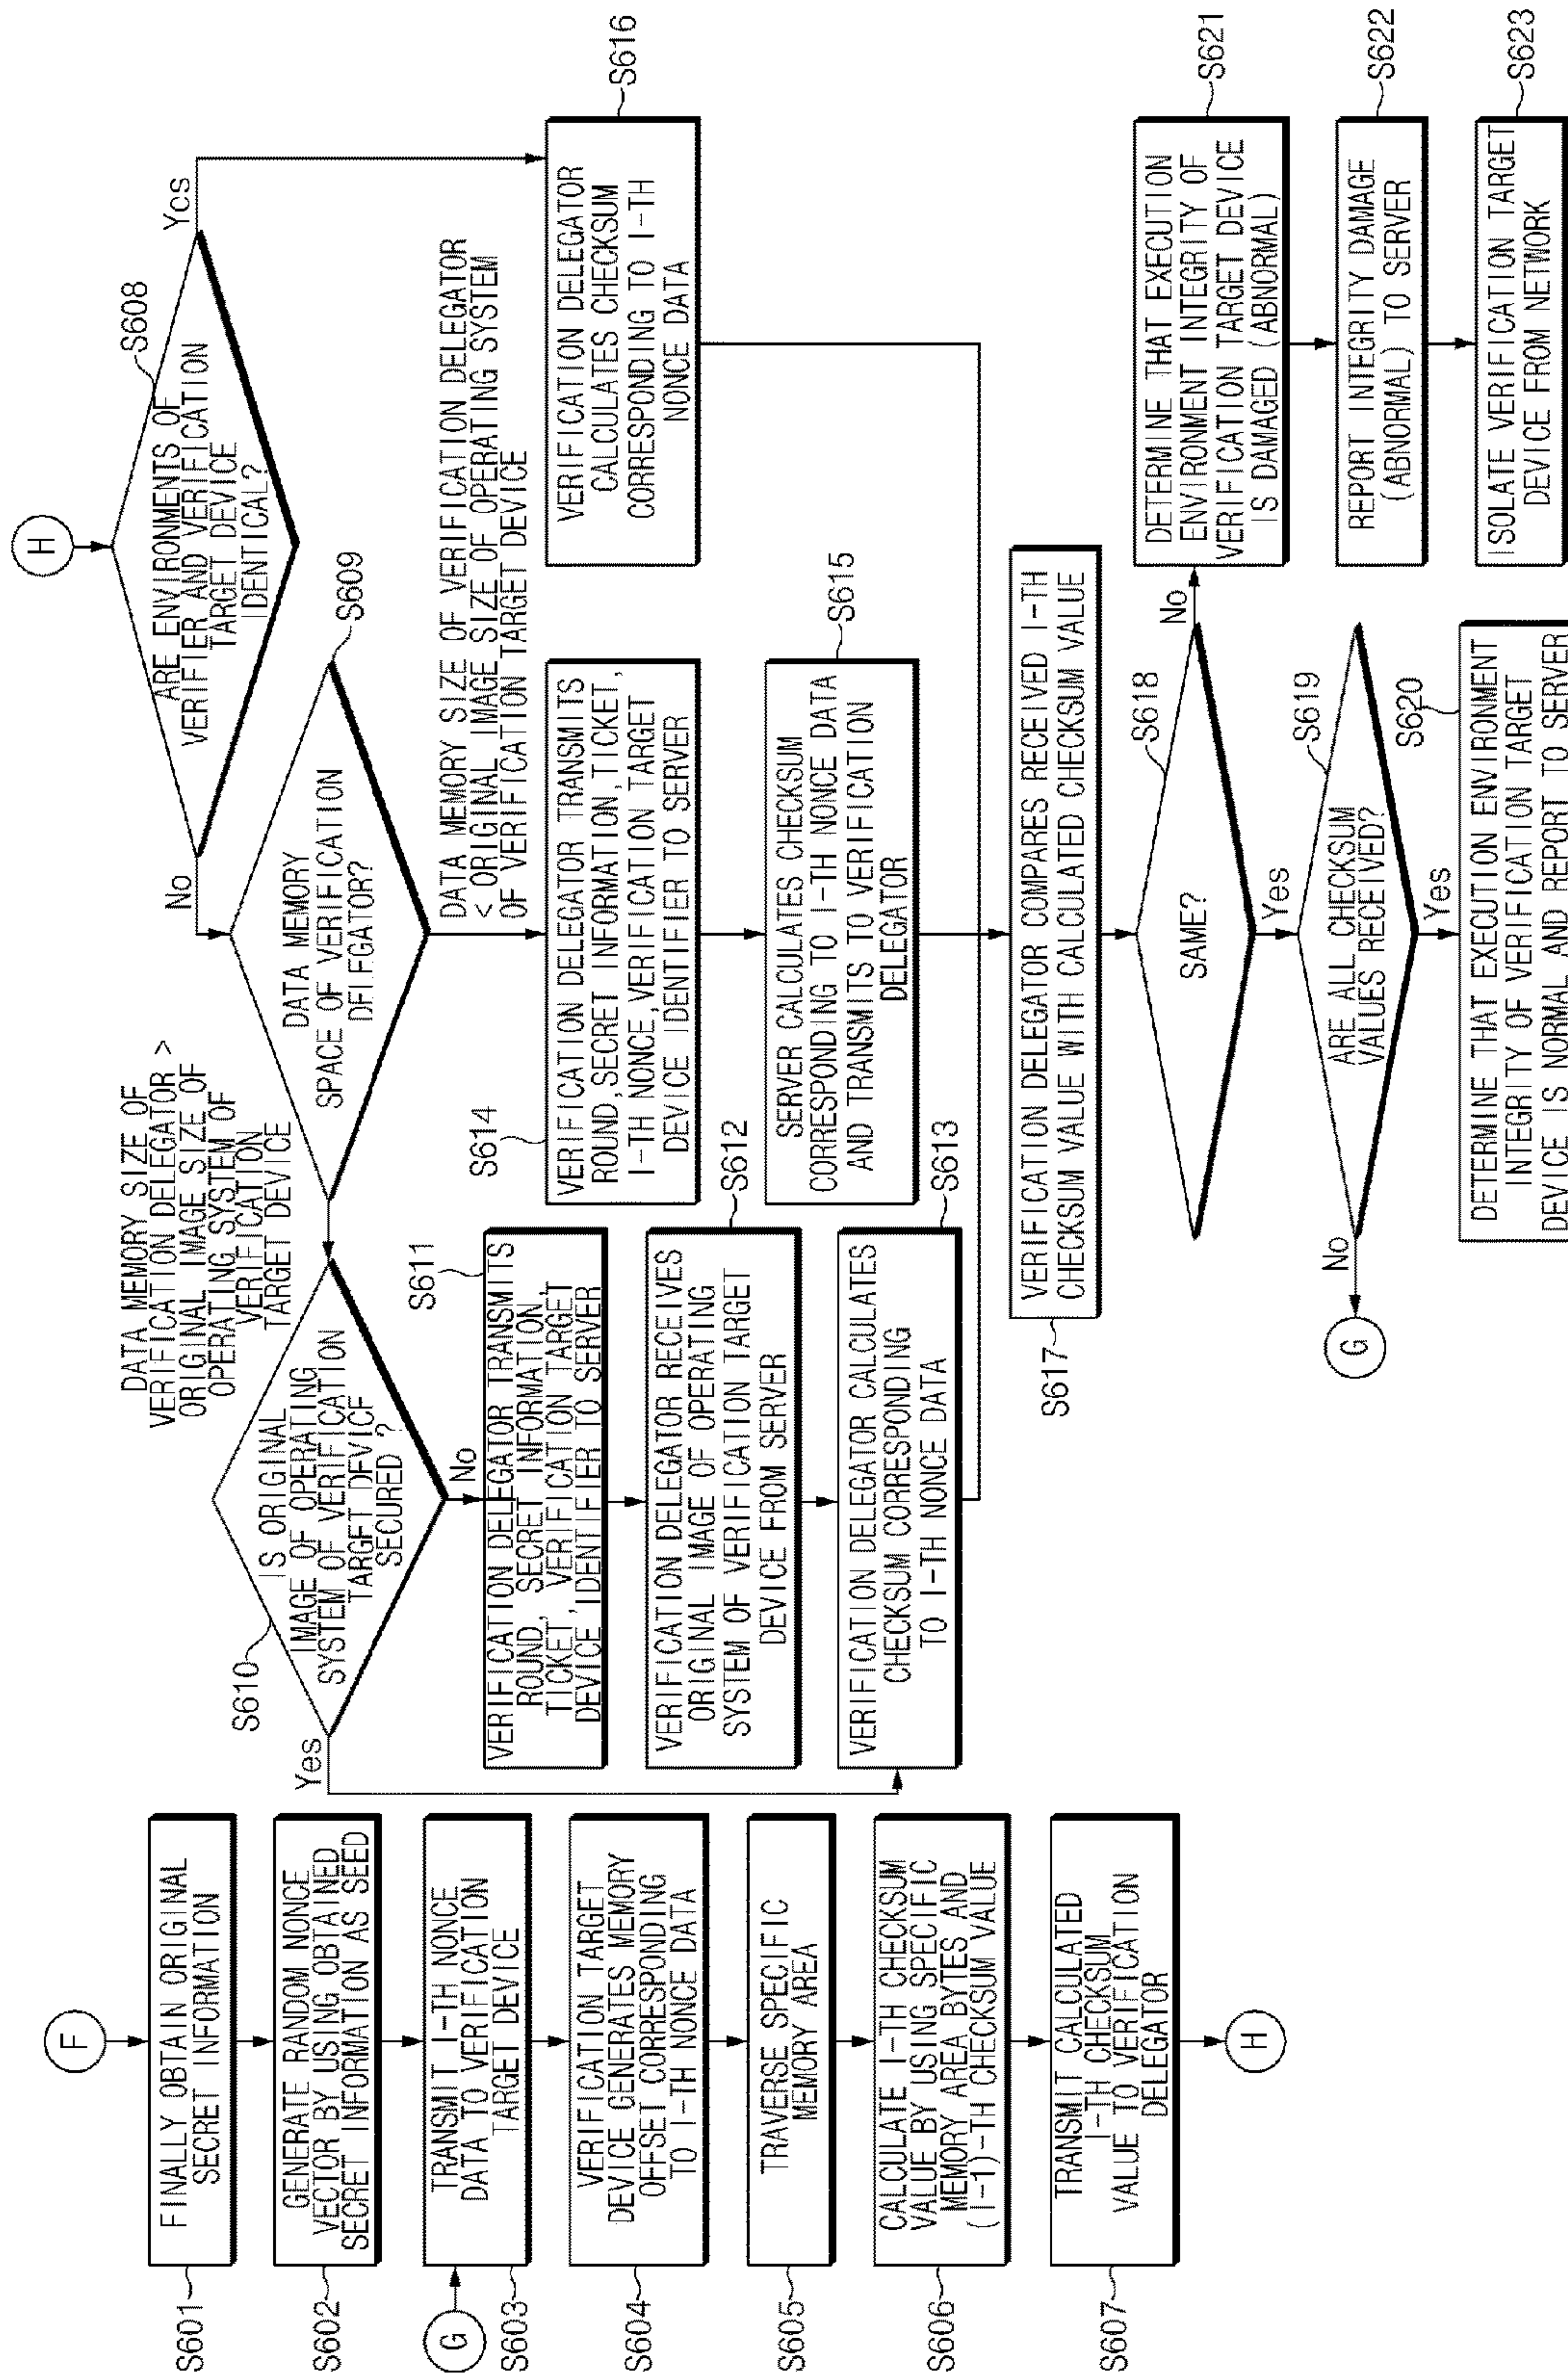 F
FINALLY OBTAIN ORIGINAL
SECRET INFORMATION
S601
GENERATE RANDOM NONCE
VECTOR BY USING OBTAINED
SECRET INFORMATION AS SEED
S602
G
TRANSMIT I-TH NONCE
DATA TO VERIFICATION
TARGET DEVICE
S603
VERIFICATION TARGET
DEVICE GENERATES MEMORY
OFFSET CORRESPONDING
TO I-TH NONCE DATA
S604
TRAVERSE SPECIFIC
MEMORY AREA
S605
CALCULATE I-TH CHECKSUM
VALUE BY USING SPECIFIC
MEMORY AREA BYTES AND
(I-1)-TH CHECKSUM VALUE
S606
TRANSMIT CALCULATED
I-TH CHECKSUM
VALUE TO VERIFICATION
DELEGATOR
S607
H
H
ARE ENVIRONMENTS OF
VERIFIER AND VERIFICATION
TARGET DEVICE
IDENTICAL?
S608
No
Yes
DATA MEMORY
SPACE OF VERIFICATION
DELEGATOR?
S609
DATA MEMORY SIZE OF
VERIFICATION DELEGATOR >
ORIGINAL IMAGE SIZE OF
OPERATING SYSTEM OF
VERIFICATION
TARGET DEVICE
DATA MEMORY SIZE OF VERIFICATION DELEGATOR
< ORIGINAL IMAGE SIZE OF OPERATING SYSTEM
OF VERIFICATION TARGET DEVICE
IS ORIGINAL
IMAGE OF OPERATING
SYSTEM OF VERIFICATION
TARGET DEVICE
SECURED ?
S610
Yes
No
VERIFICATION DELEGATOR TRANSMITS
ROUND, SECRET INFORMATION,
TICKET, VERIFICATION TARGET,
DEVICE IDENTIFIER TO SERVER
S611
VERIFICATION DELEGATOR RECEIVES
ORIGINAL IMAGE OF OPERATING
SYSTEM OF VERIFICATION TARGET
DEVICE FROM SERVER
S612
VERIFICATION DELEGATOR CALCULATES
CHECKSUM CORRESPONDING
TO I-TH NONCE DATA
S613
VERIFICATION DELEGATOR TRANSMITS
ROUND,SECRET INFORMATION,TICKET,
I-TH NONCE,VERIFICATION TARGET
DEVICE IDENTIFIER TO SERVER
S614
SERVER CALCULATES CHECKSUM
CORRESPONDING TO I-TH NONCE DATA
AND TRANSMITS TO VERIFICATION
DELEGATOR
S615
VERIFICATION DELEGATOR
CALCULATES CHECKSUM
CORRESPONDING TO I-TH
NONCE DATA
S616
VERIFICATION DELEGATOR COMPARES RECEIVED I-TH
CHECKSUM VALUE WITH CALCULATED CHECKSUM VALUE
S617
SAME?
S618
No
Yes
ARE ALL CHECKSUM
VALUES RECEIVED?
S619
No
G
Yes
DETERMINE THAT EXECUTION ENVIRONMENT
INTEGRITY OF VERIFICATION TARGET
DEVICE IS NORMAL AND REPORT TO SERVER
S620
DETERMINE THAT EXECUTION
ENVIRONMENT INTEGRITY OF
VERIFICATION TARGET DEVICE
IS DAMAGED (ABNORMAL)
S621
REPORT INTEGRITY DAMAGE
(ABNORMAL) TO SERVER
S622
ISOLATE VERIFICATION TARGET
DEVICE FROM NETWORK
S623